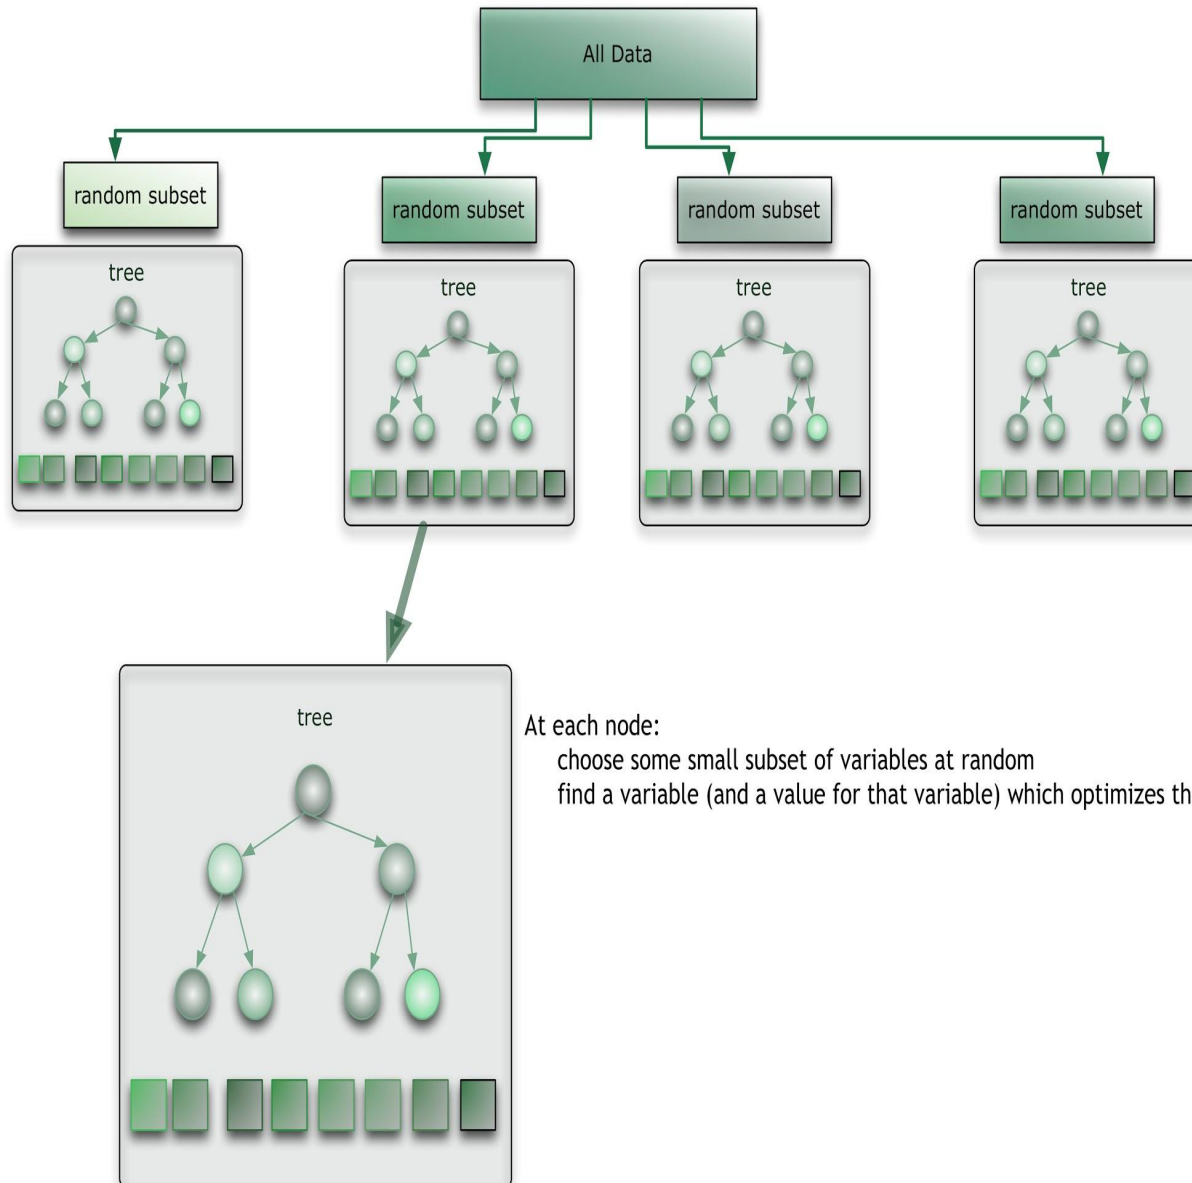 All Data
random subset
random subset
random subset
random subset
tree
tree
tree
tree
tree
At each node:
choose some small subset of variables at random
find a variable (and a value for that variable) which optimizes